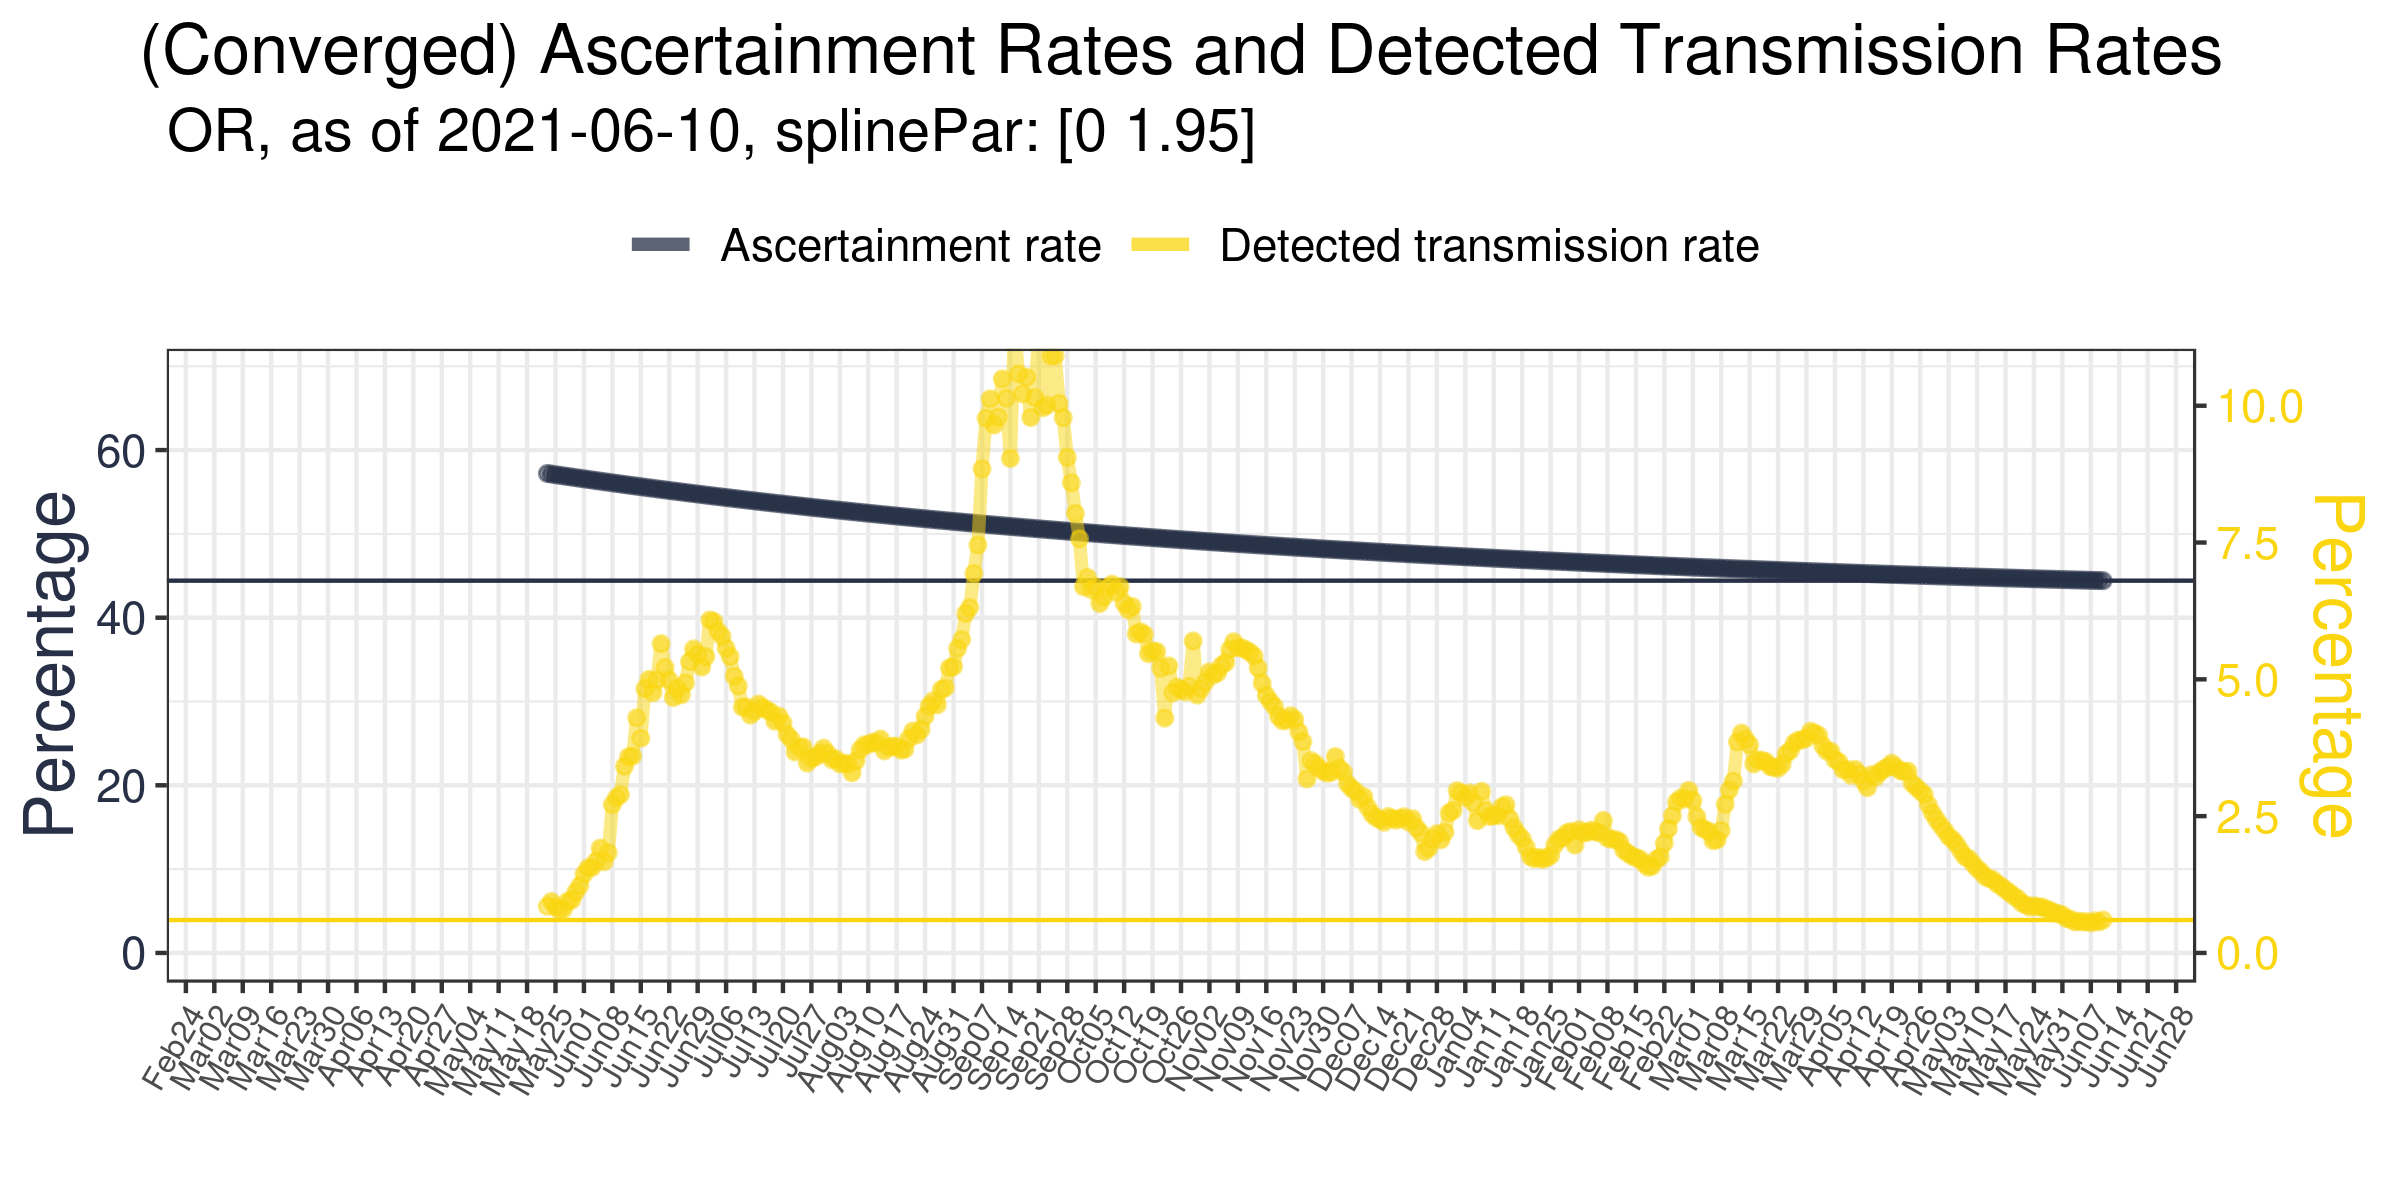 (Converged) Ascertainment Rates and Detected Transmission Rates
OR, as of 2021-06-10, splinePar: [0 1.95]
Ascertainment rate Detected transmission rate
Percentage
60
40
20
0
10.0
7.5
5.0
2.5
0.0
Percentage
Feb24
Mar02
Mar09
Mar16
Mar23
Mar30
Apr06
Apr13
Apr20
Apr27
May04
May11
May18
May25
Jun01
Jun08
Jun15
Jun22
Jun29
Jul06
Jul13
Jul20
Jul27
Aug03
Aug10
Aug17
Aug24
Aug31
Sep07
Sep14
Sep21
Sep28
Oct05
Oct12
Oct19
Oct26
Nov02
Nov09
Nov16
Nov23
Nov30
Dec07
Dec14
Dec21
Dec28
Jan04
Jan11
Jan18
Jan25
Feb01
Feb08
Feb15
Feb22
Mar01
Mar08
Mar15
Mar22
Mar29
Apr05
Apr12
Apr19
Apr26
May03
May10
May17
May24
May31
Jun07
Jun14
Jun21
Jun28